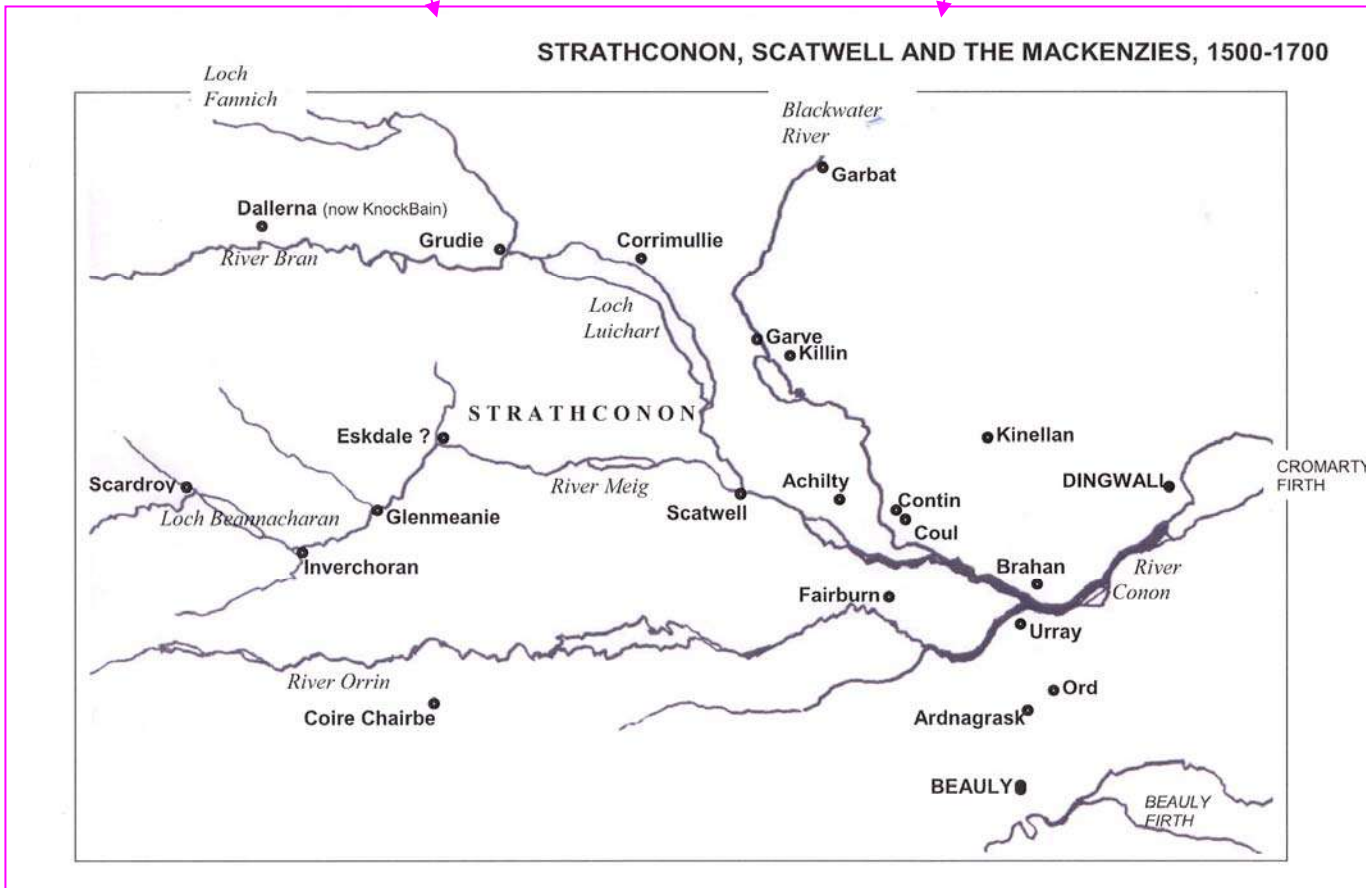 STRATHCONON, SCATWELL AND THE MACKENZIES, 1500-1700
Loch
Fannich
Blackwater
River
Garbat
Dallerna (now KnockBain)
River Bran
Grudie
Corrimullie
Loch
Luichart
Garve
Killin
STRATHCONON
Eskdale ?
Kinellan
Scardroy
Loch Beannacharan
Glenmeanie
River Meig
Scatwell
Achilty
Contin
Coul
DINGWALL
CROMARTY
FIRTH
Inverchoran
Fairburn
Brahan
River
Conon
Urray
River Orrin
Coire Chairbe
Ord
Ardnagrask
BEAULY
BEAULY
FIRTH